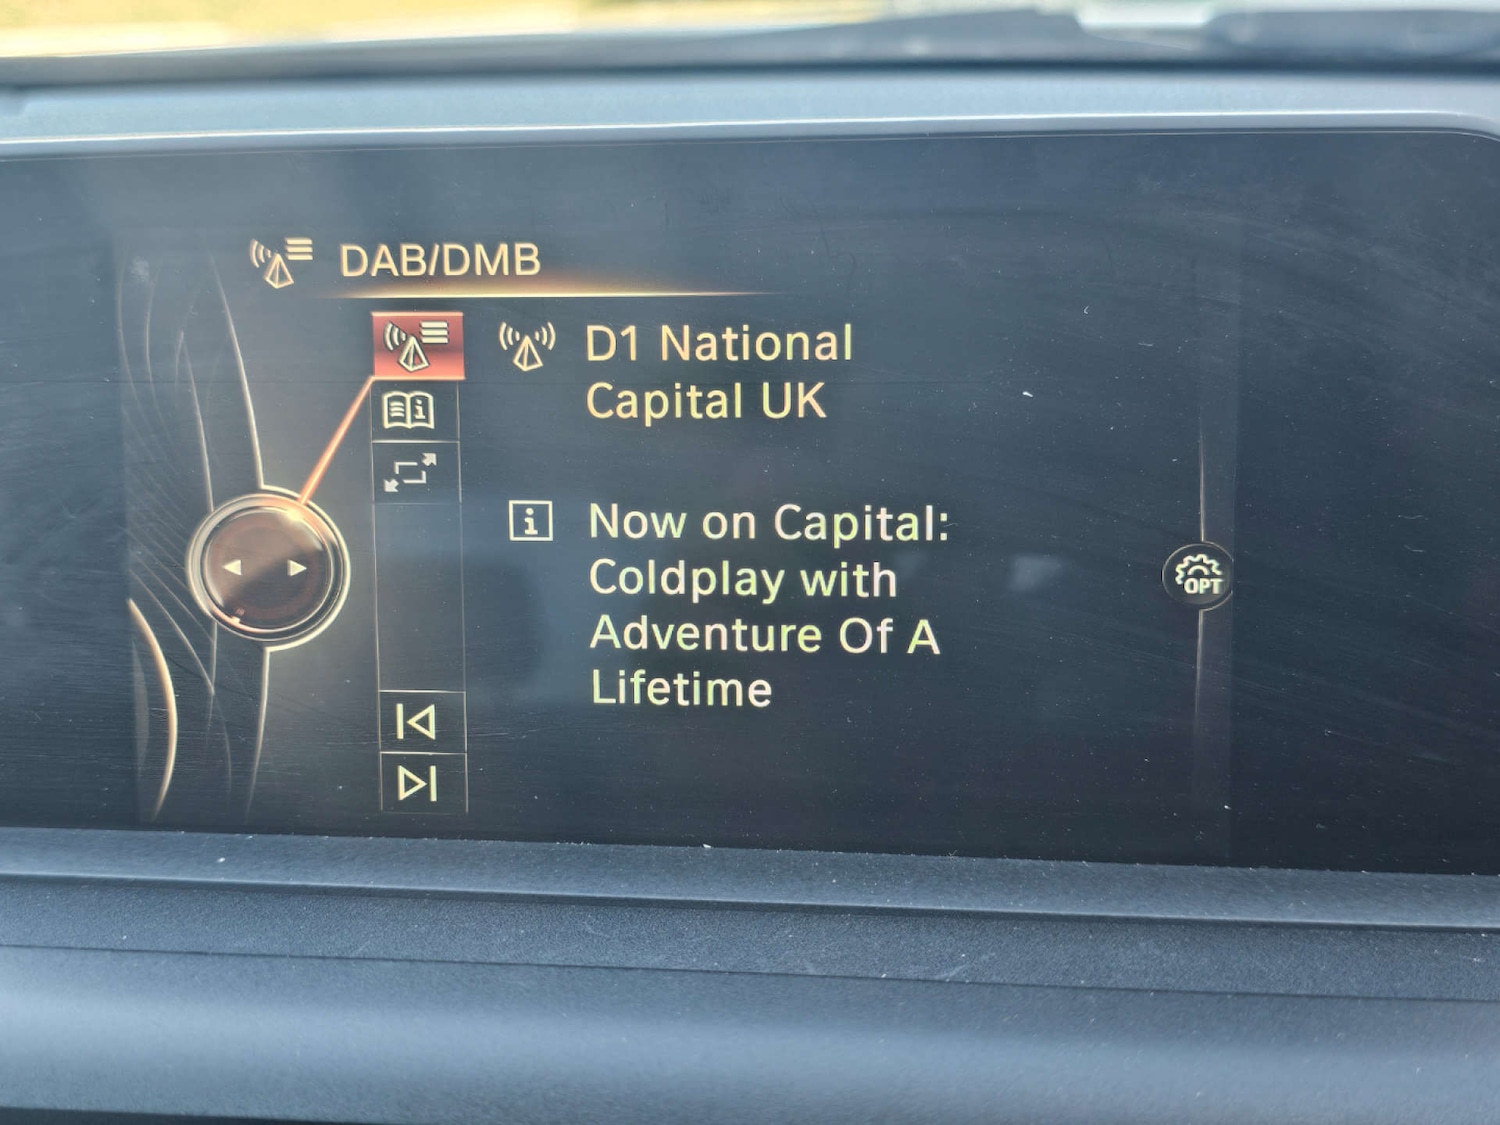 DAB/DMB
D1 National
Capital UK
i
Now on Capital:
Coldplay with
Adventure Of A
Lifetime
OPT